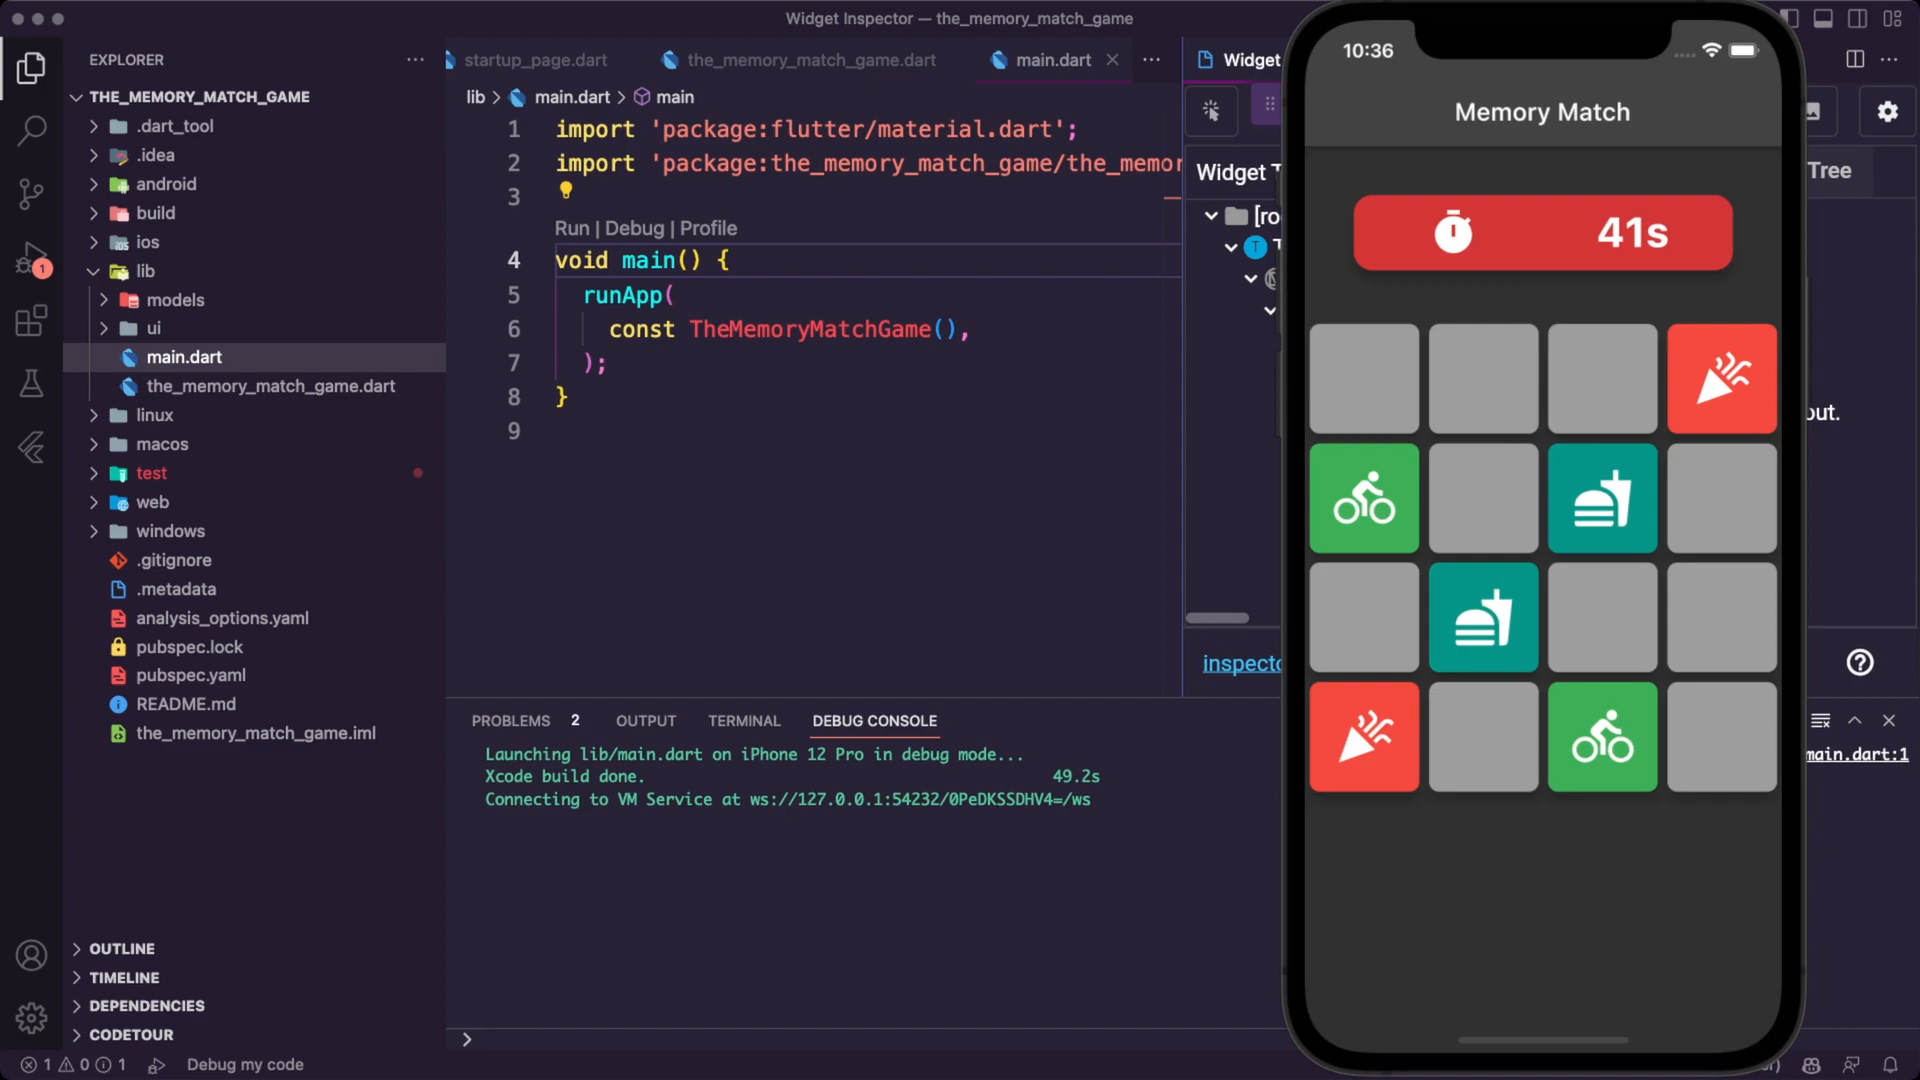 Widget Inspector — the_memory_match_game
EXPLORER
THE_MEMORY_MATCH_GAME
.dart_tool
.idea
android
build
ios
lib
models
ui
main.dart
the_memory_match_game.dart
linux
macos
test
web
windows
.gitignore
.metadata
analysis_options.yaml
pubspec.lock
pubspec.yaml
README.md
the_memory_match_game.iml
OUTLINE
TIMELINE
DEPENDENCIES
CODETOUR
1
1 0 1 Debug my code
startup_page.dart the_memory_match_game.dart main.dart
lib > main.dart > main
1 import 'package:flutter/material.dart';
2 import 'package:the_memory_match_game/the_memor
3
Run | Debug | Profile
4 void main() {
5 runApp(
6 const TheMemoryMatchGame(),
7 );
8 }
9
PROBLEMS 2 OUTPUT TERMINAL DEBUG CONSOLE
Launching lib/main.dart on iPhone 12 Pro in debug mode...
Xcode build done. 49.2s
Connecting to VM Service at ws://127.0.0.1:54232/0PeDKSSDHV4=/ws
main.dart:1
Widget
Widget T
Tree
[ro
T
out.
inspecto
10:36
Memory Match
41s